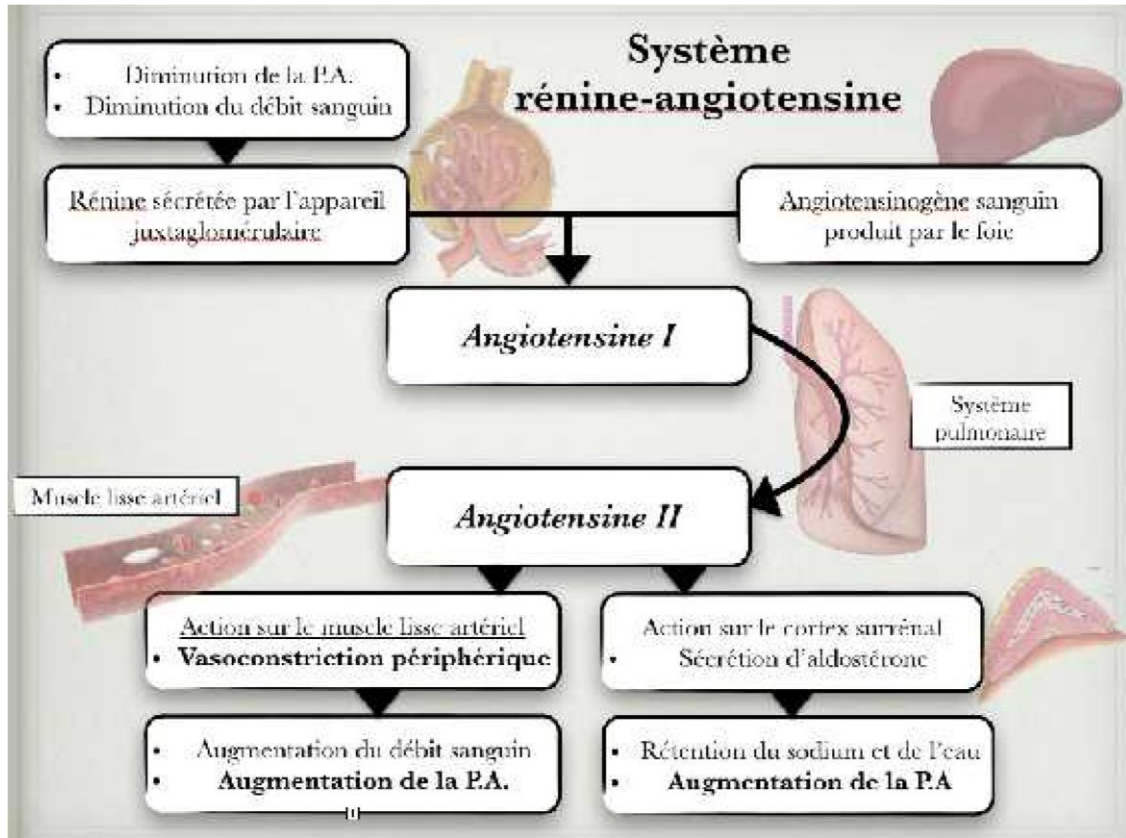 Système
rénine-angiotensine
• Diminution de la P.A.
• Diminution du débit sanguin
Rénine sécrétée par l'appareil
juxtaglomérulaire
Angiotensinogène sanguin
produit par le foie
Angiotensine I
Système
pulmonaire
Muscle lisse artériel
Angiotensine II
Action sur le muscle lisse artériel
• Vasoconstriction périphérique
Action sur le cortex surrénal
• Sécrétion d'aldostérone
• Augmentation du débit sanguin
• Augmentation de la P.A.
• Rétention du sodium et de l'eau
• Augmentation de la P.A